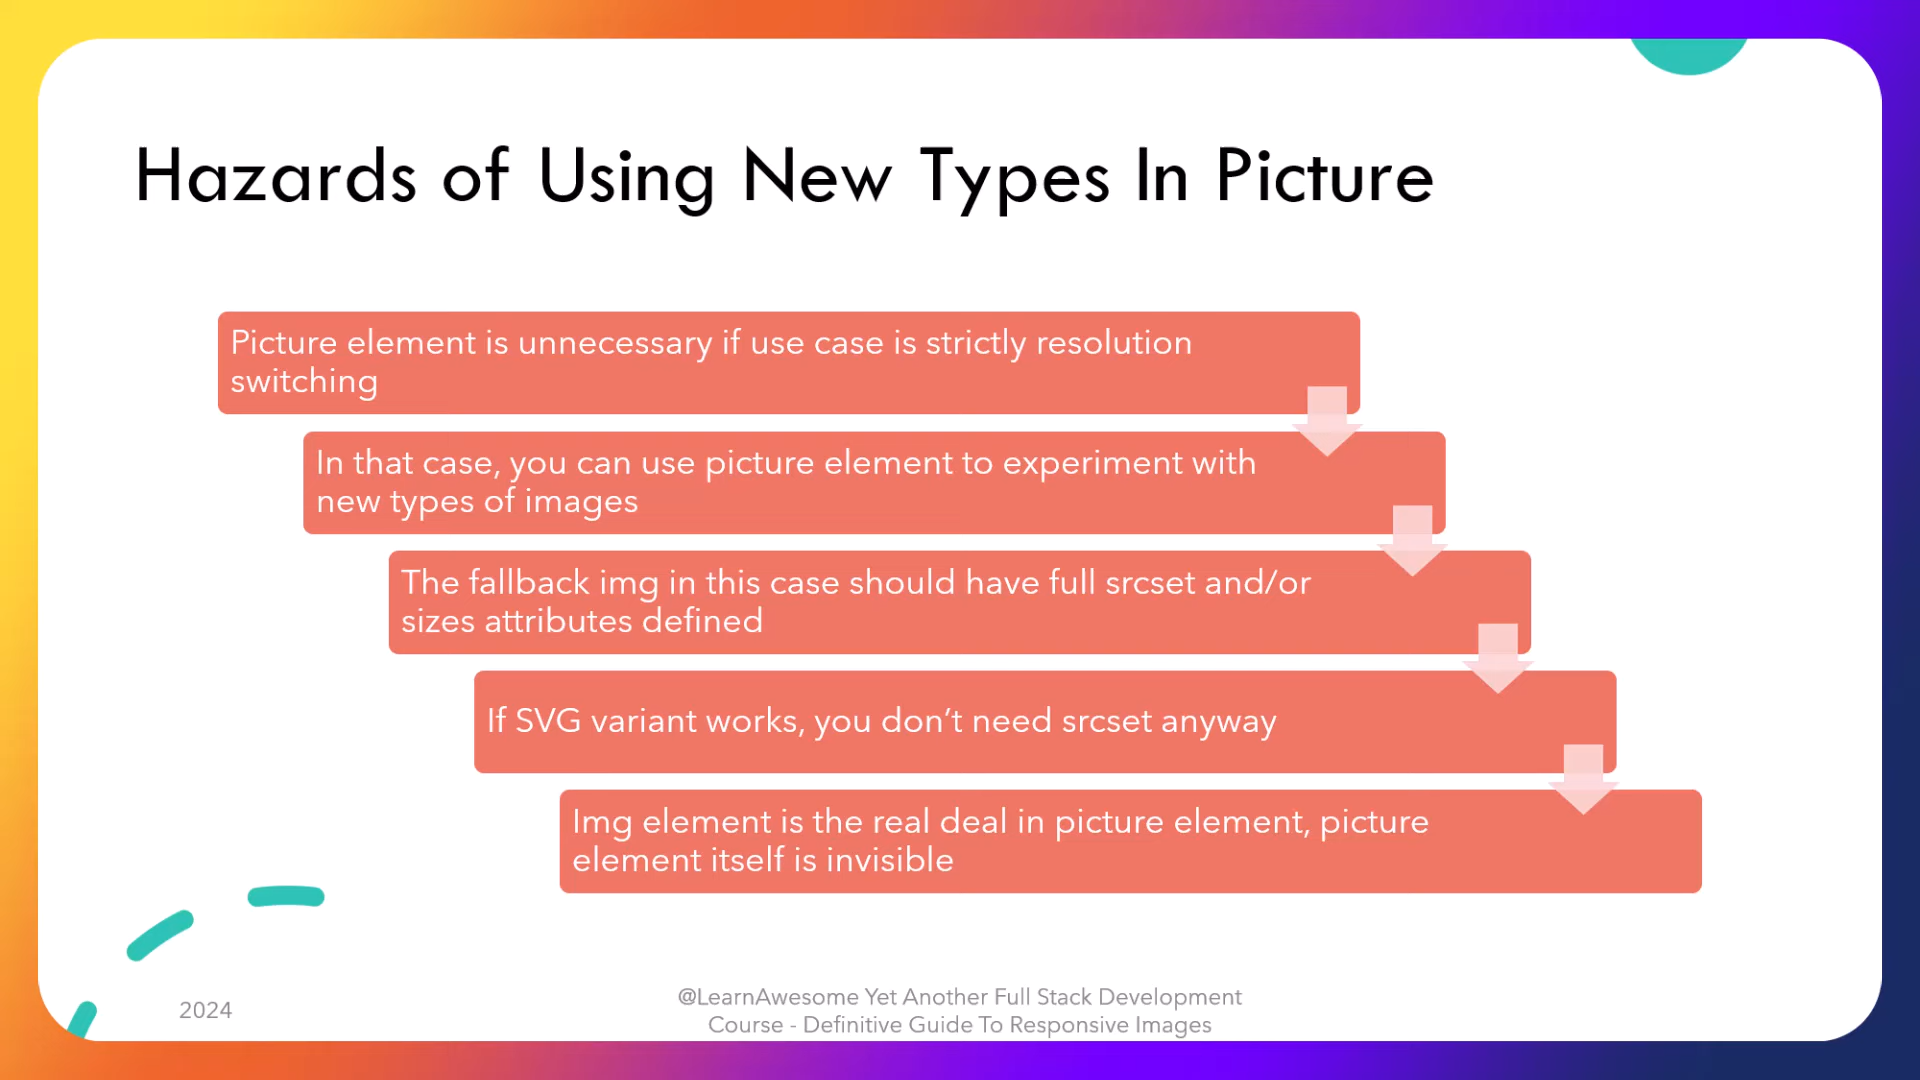 Hazards of Using New Types In Picture
Picture element is unnecessary if use case is strictly resolution
switching
In that case, you can use picture element to experiment with
new types of images
The fallback img in this case should have full srcset and/or
sizes attributes defined
If SVG variant works, you don’t need srcset anyway
Img element is the real deal in picture element, picture
element itself is invisible
2024
@LearnAwesome Yet Another Full Stack Development
Course - Definitive Guide To Responsive Images